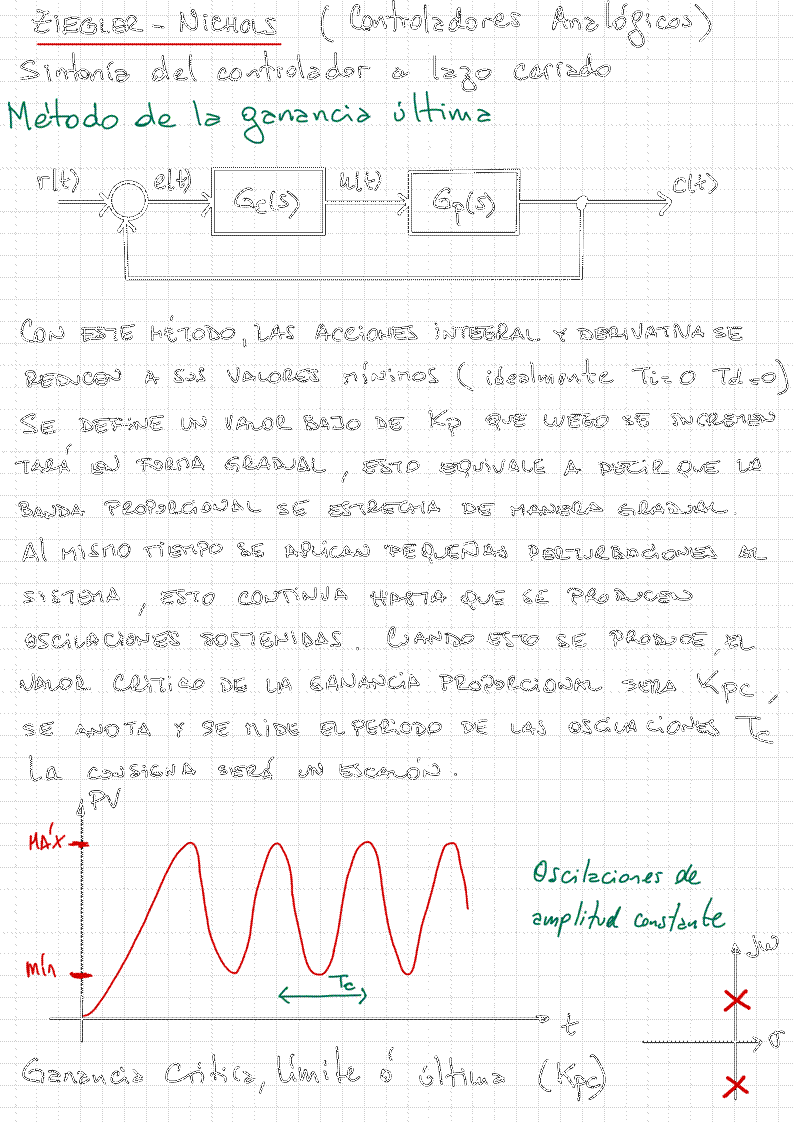 ZIEGLER - NICHOLS (Controladores Analógicos)
Sintonía del controlador a lazo cerrado
Método de la ganancia última
r(t) e(t) Gc(s) u(t) Gp(s) c(t)
CON ESTE MÉTODO, LAS ACCIONES INTEGRAL Y DERIVATIVA SE
REDUCEN A SUS VALORES MÍNIMOS (idealmente Ti=0 Td=0)
SE DEFINE UN VALOR BAJO DE Kp QUE LUEGO SE INCREMEN
TARÁ EN FORMA GRADUAL, ESTO EQUIVALE A DECIR QUE LA
BANDA PROPORCIONAL SE ESTRECHA DE MANERA GRADUAL.
Al MISMO TIEMPO SE APLICAN PEQUEÑAS PERTURBACIONES AL
SISTEMA, ESTO CONTINUA HASTA QUE SE PRODUCEN
OSCILACIONES SOSTENIDAS. CUANDO ESTO SE PRODUCE, EL
VALOR CRÍTICO DE LA GANANCIA PROPORCIONAL SERA Kpc,
SE ANOTA Y SE MIDE EL PERIODO DE LAS OSCILACIONES Tc
La CONSIGNA SERÁ UN ESCALÓN.
PV
MÁX
mín
Tc
t
Oscilaciones de
amplitud constante
jω
σ
Ganancia Crítica, límite ó última (Kpc)